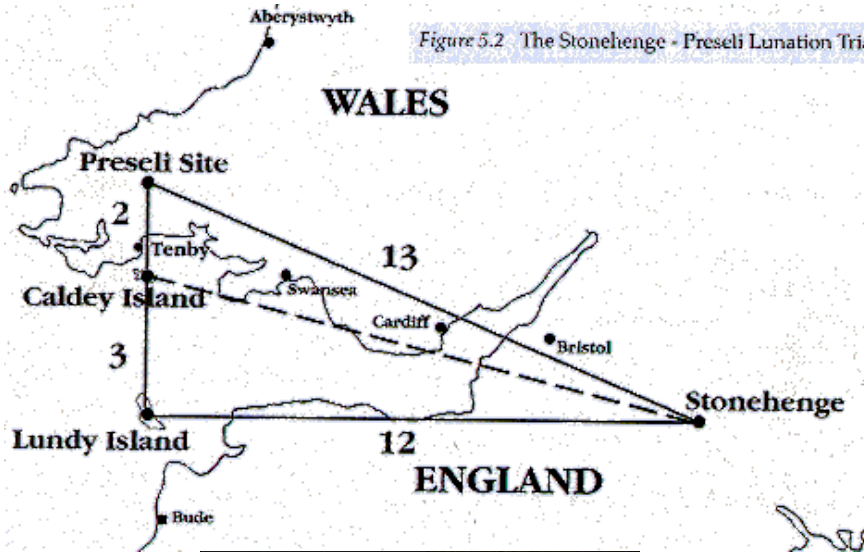 Aberystwyth
Figure 5.2 The Stonehenge - Preseli Lunation Tri
WALES
Preseli Site
2
Tenby
13
Caldey Island
Swansea
Cardiff
Bristol
3
Stonehenge
Lundy Island
12
ENGLAND
Bude